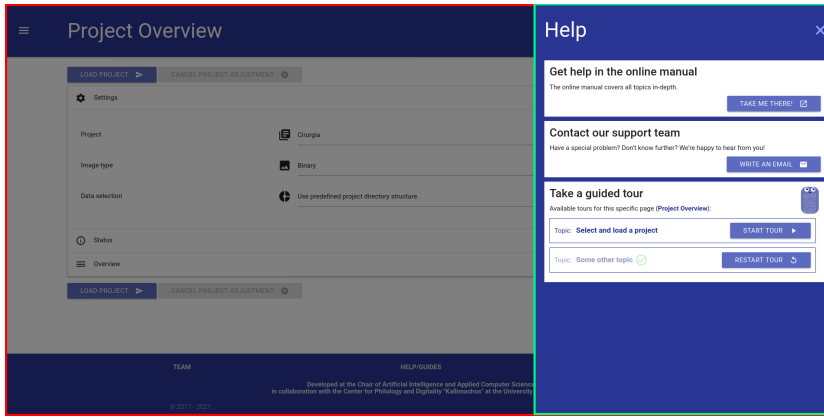 Project Overview
LOAD PROJECT
CANCEL PROJECT ADJUSTMENT
Settings
Project
Cirurgia
Image type
Binary
Data selection
Use predefined project directory structure
Status
Overview
LOAD PROJECT
CANCEL PROJECT ADJUSTMENT
TEAM
HELP/GUIDES
Developed at the Chair of Artificial Intelligence and Applied Computer Science
in collaboration with the Center for Philology and Digitality "Kallimachos" at the University
© 2017 - 2021
Help
Get help in the online manual
The online manual covers all topics in-depth.
TAKE ME THERE!
Contact our support team
Have a special problem? Don't know further? We're happy to hear from you!
WRITE AN EMAIL
Take a guided tour
Available tours for this specific page (Project Overview):
Topic: Select and load a project
START TOUR
Topic: Some other topic
RESTART TOUR